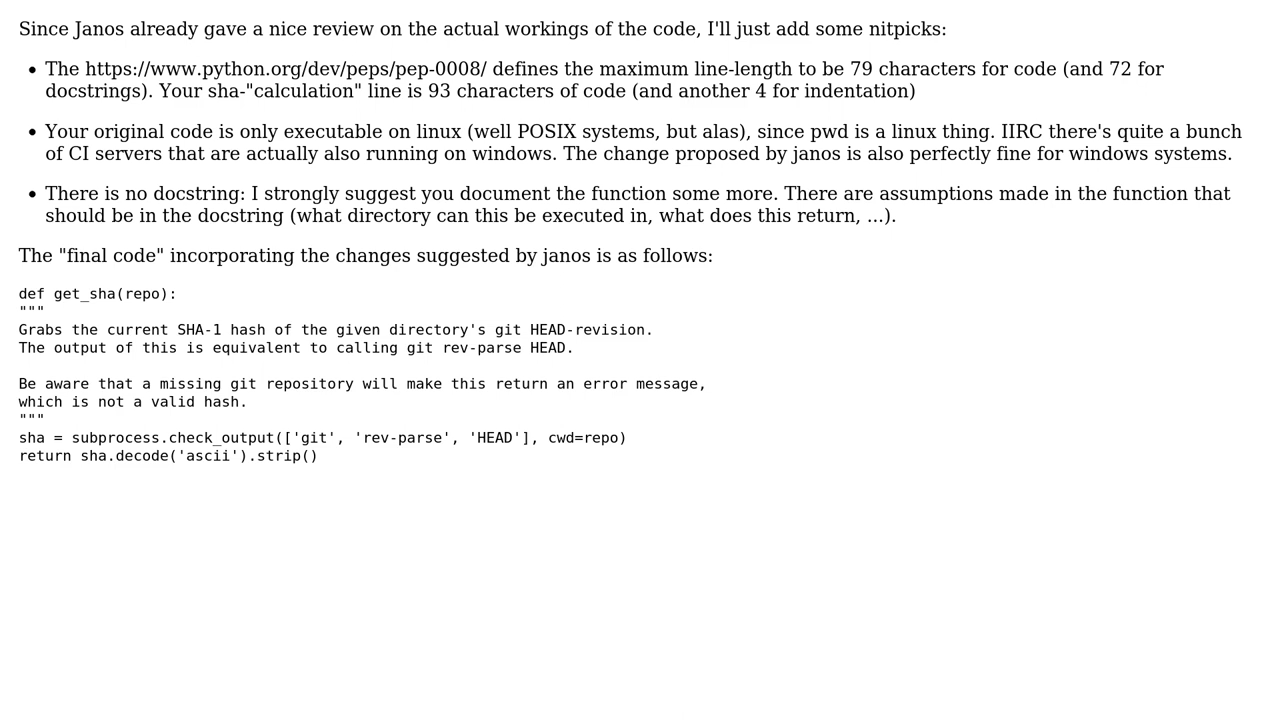 Since Janos already gave a nice review on the actual workings of the code, I'll just add some nitpicks:
• The https://www.python.org/dev/peps/pep-0008/ defines the maximum line-length to be 79 characters for code (and 72 for
docstrings). Your sha-"calculation" line is 93 characters of code (and another 4 for indentation)
• Your original code is only executable on linux (well POSIX systems, but alas), since pwd is a linux thing. IIRC there's quite a bunch
of CI servers that are actually also running on windows. The change proposed by janos is also perfectly fine for windows systems.
• There is no docstring: I strongly suggest you document the function some more. There are assumptions made in the function that
should be in the docstring (what directory can this be executed in, what does this return, ...).
The "final code" incorporating the changes suggested by janos is as follows:
def get_sha(repo):
"""
Grabs the current SHA-1 hash of the given directory's git HEAD-revision.
The output of this is equivalent to calling git rev-parse HEAD.
Be aware that a missing git repository will make this return an error message,
which is not a valid hash.
"""
sha = subprocess.check_output(['git', 'rev-parse', 'HEAD'], cwd=repo)
return sha.decode('ascii').strip()